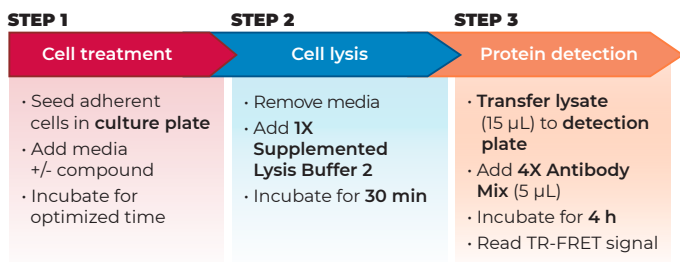 STEP 1
Cell treatment
· Seed adherent
cells in culture plate
· Add media
+/- compound
· Incubate for
optimized time
STEP 2
Cell lysis
· Remove media
· Add 1X
Supplemented
Lysis Buffer 2
· Incubate for 30 min
STEP 3
Protein detection
· Transfer lysate
(15 µL) to detection
plate
· Add 4X Antibody
Mix (5 µL)
· Incubate for 4 h
· Read TR-FRET signal